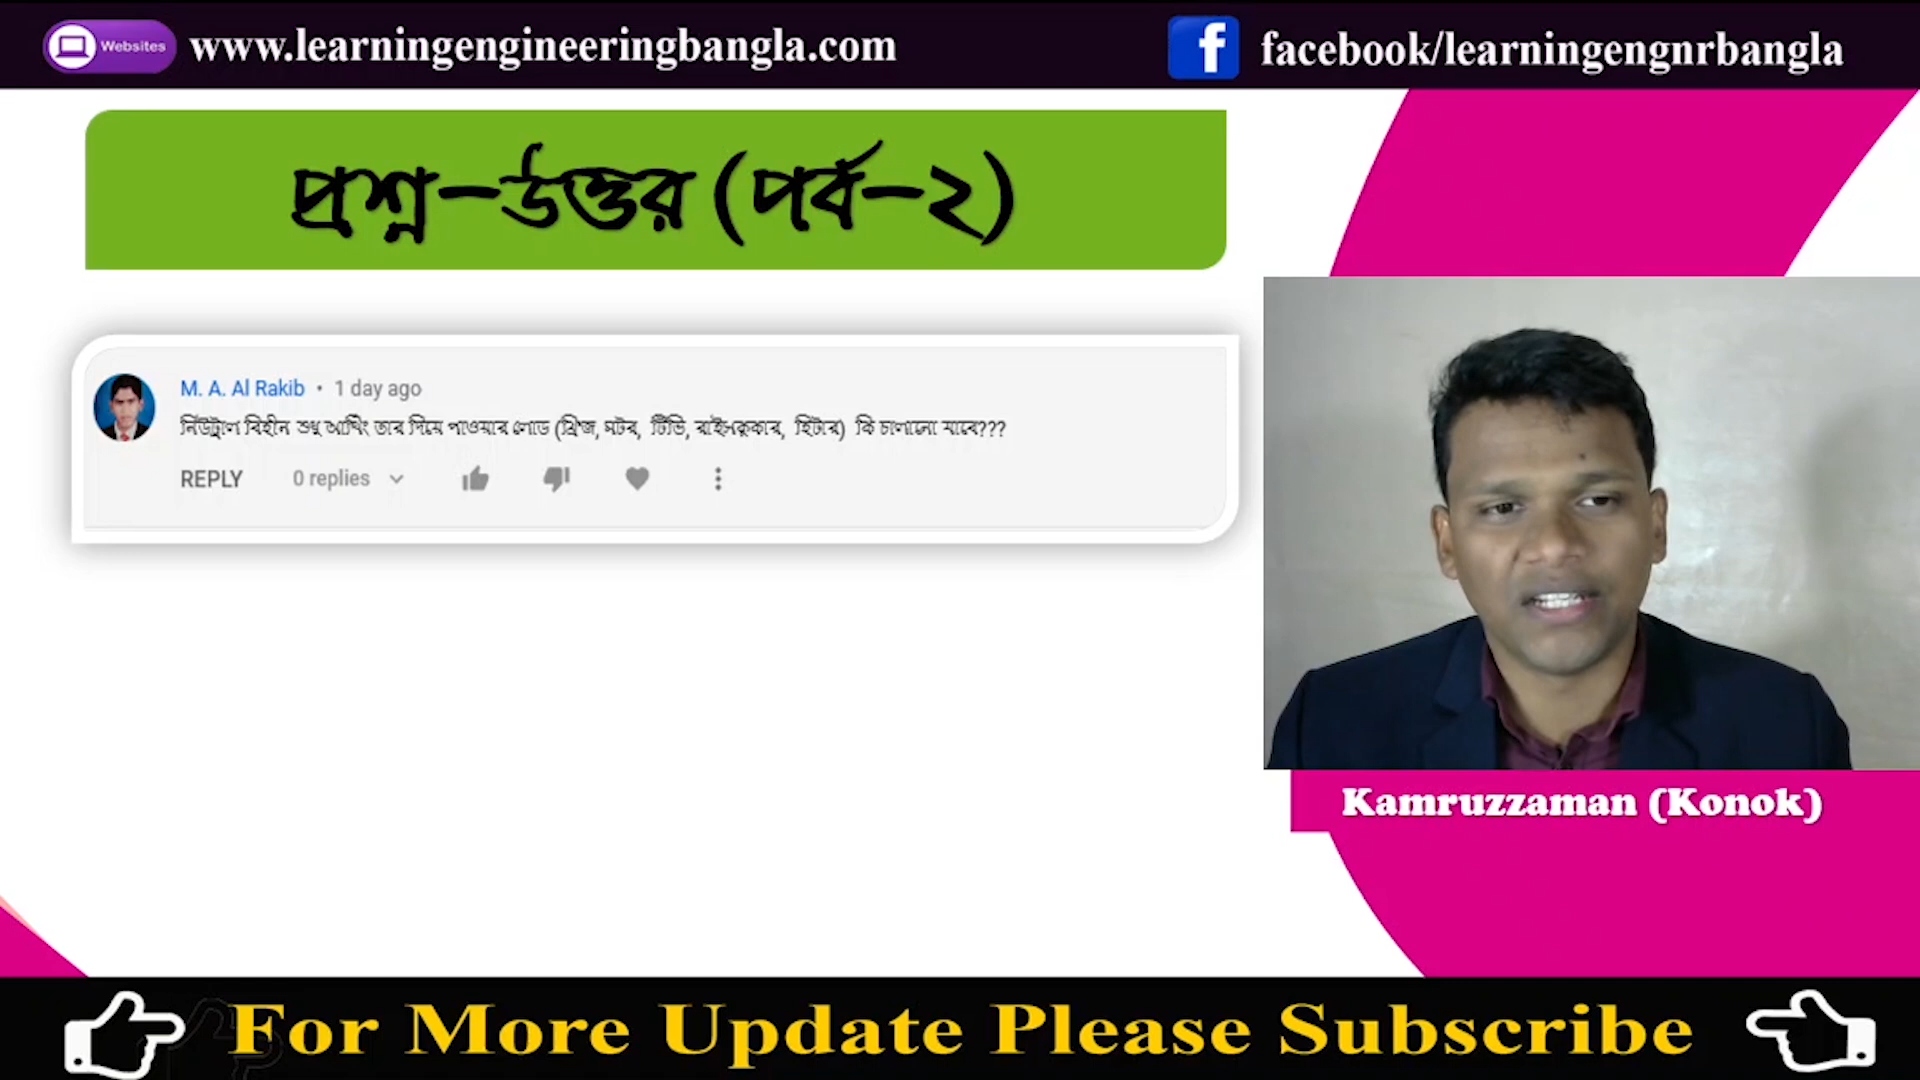 Websites www.learningengineeringbangla.com
facebook/learningengnrbangla
প্রশ্ন-উত্তর (পর্ব-২)
M. A. Al Rakib • 1 day ago
নিউট্রাল বিহীন শুধু আর্থিং তার দিয়ে পাওয়ার লোড (ফ্রিজ, মটর, টিভি, রাইসকুকার, হিটার) কি চালানো যাবে???
REPLY 0 replies
Kamruzzaman (Konok)
For More Update Please Subscribe